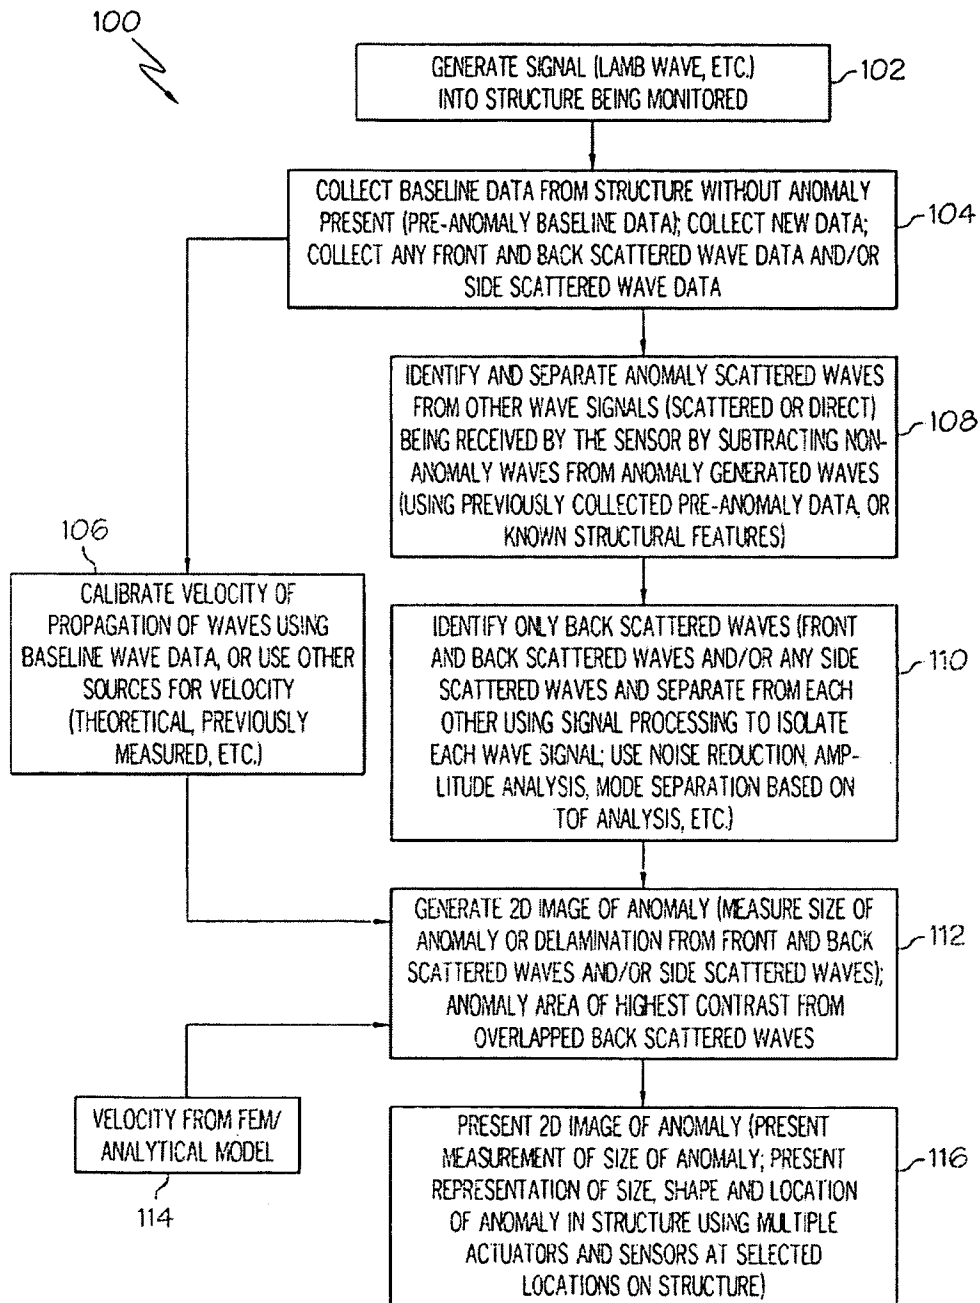 100
GENERATE SIGNAL (LAMB WAVE, ETC.)
INTO STRUCTURE BEING MONITORED
102
COLLECT BASELINE DATA FROM STRUCTURE WITHOUT ANOMALY
PRESENT (PRE-ANOMALY BASELINE DATA); COLLECT NEW DATA;
COLLECT ANY FRONT AND BACK SCATTERED WAVE DATA AND/OR
SIDE SCATTERED WAVE DATA
104
IDENTIFY AND SEPARATE ANOMALY SCATTERED WAVES
FROM OTHER WAVE SIGNALS (SCATTERED OR DIRECT)
BEING RECEIVED BY THE SENSOR BY SUBTRACTING NON-
ANOMALY WAVES FROM ANOMALY GENERATED WAVES
(USING PREVIOUSLY COLLECTED PRE-ANOMALY DATA, OR
KNOWN STRUCTURAL FEATURES)
108
106
CALIBRATE VELOCITY OF
PROPAGATION OF WAVES USING
BASELINE WAVE DATA, OR USE OTHER
SOURCES FOR VELOCITY
(THEORETICAL, PREVIOUSLY
MEASURED, ETC.)
IDENTIFY ONLY BACK SCATTERED WAVES (FRONT
AND BACK SCATTERED WAVES AND/OR ANY SIDE
SCATTERED WAVES AND SEPARATE FROM EACH
OTHER USING SIGNAL PROCESSING TO ISOLATE
EACH WAVE SIGNAL; USE NOISE REDUCTION, AMP-
LITUDE ANALYSIS, MODE SEPARATION BASED ON
TOF ANALYSIS, ETC.)
110
GENERATE 2D IMAGE OF ANOMALY (MEASURE SIZE OF
ANOMALY OR DELAMINATION FROM FRONT AND BACK
SCATTERED WAVES AND/OR SIDE SCATTERED WAVES);
ANOMALY AREA OF HIGHEST CONTRAST FROM
OVERLAPPED BACK SCATTERED WAVES
112
VELOCITY FROM FEM/
ANALYTICAL MODEL
114
PRESENT 2D IMAGE OF ANOMALY (PRESENT
MEASUREMENT OF SIZE OF ANOMALY; PRESENT
REPRESENTATION OF SIZE, SHAPE AND LOCATION
OF ANOMALY IN STRUCTURE USING MULTIPLE
ACTUATORS AND SENSORS AT SELECTED
LOCATIONS ON STRUCTURE)
116